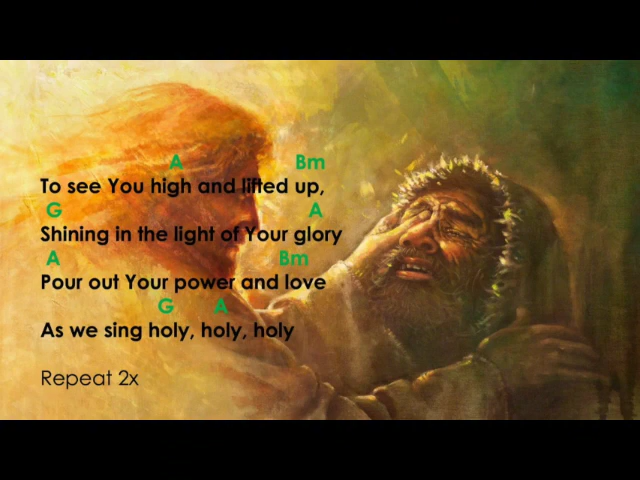 A Bm
To see You high and lifted up,
G A
Shining in the light of Your glory
A Bm
Pour out Your power and love
G A
As we sing holy, holy, holy
Repeat 2x